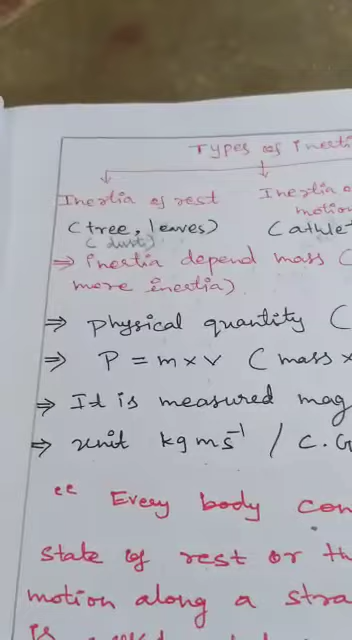 Types of inerti
Inertia of rest Inertia o
motion
(tree, leaves) (athlet
(dust)
⇒ inertia depend mass (
more inertia)
⇒ Physical quantity (
⇒ P = m × v (mass ×
⇒ It is measured mag
⇒ unit kg ms⁻¹ / C.G
“ Every body con
state of rest or th
motion along a stra
is